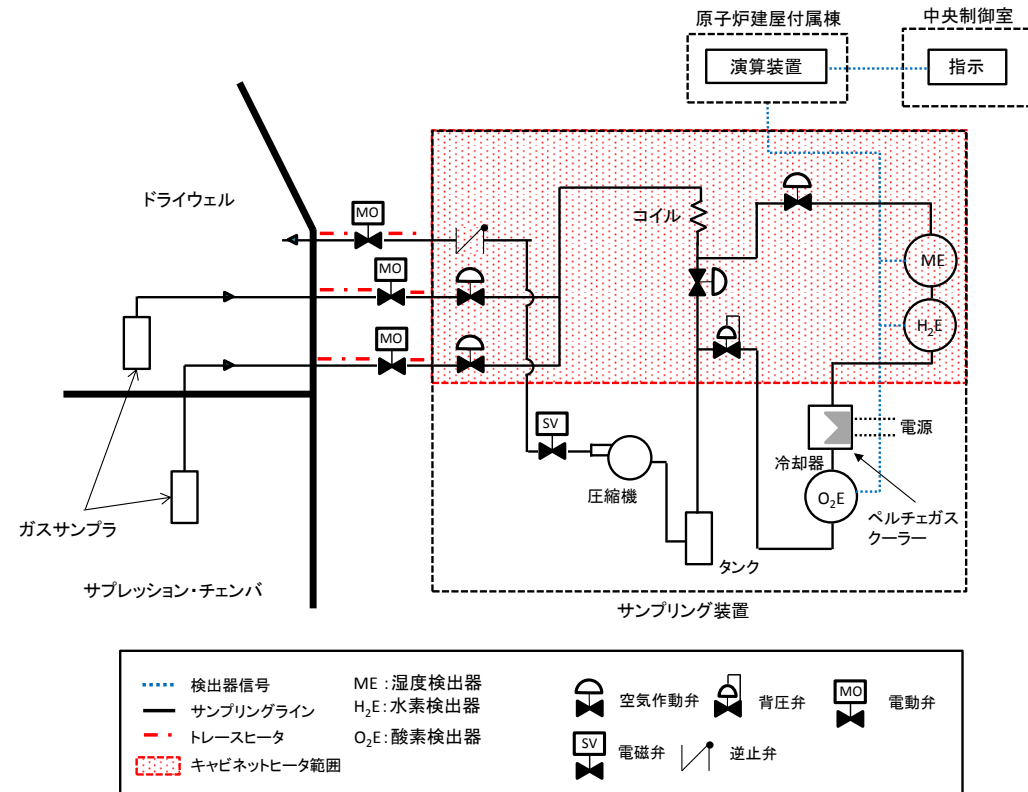 原子炉建屋付属棟
中央制御室
演算装置
指示
ドライウェル
MO
コイル
MO
ME
H₂E
MO
SV
電源
冷却器
圧縮機
O₂E
ペルチェガス
クーラー
ガスサンプラ
タンク
サプレッション・チェンバ
サンプリング装置
検出器信号
サンプリングライン
トレースヒータ
キャビネットヒータ範囲
ME：湿度検出器
H₂E：水素検出器
O₂E：酸素検出器
空気作動弁
背圧弁
MO
電動弁
SV
電磁弁
逆止弁